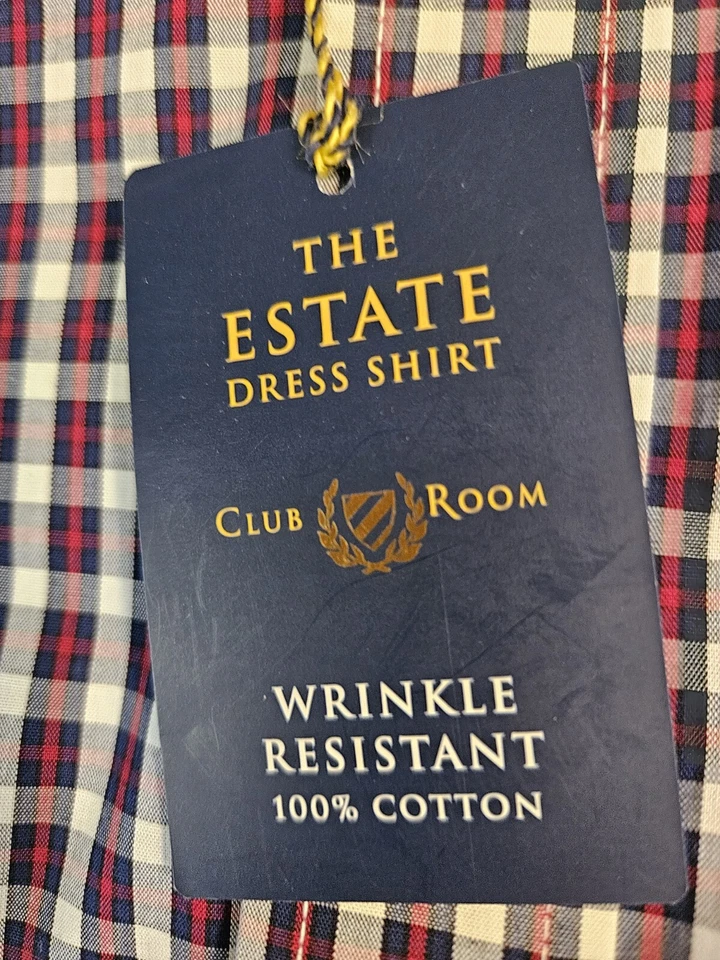 THE
ESTATE
DRESS SHIRT
CLUB ROOM
WRINKLE
RESISTANT
100% COTTON